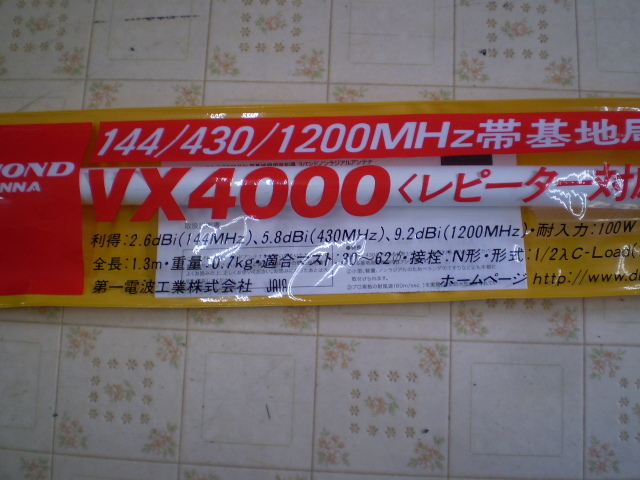 144/430/1200MHz帯基地局
OND
NNA
VX4000〈レピーター対応
利得:2.6dBi(144MHz)、5.8dBi(430MHz)、9.2dBi(1200MHz)・耐入力:100W
全長:1.3m・重量:0.7kg・適合マスト:30~62㎜・接栓:N形・形式:1/2λC-Load(
第一電波工業株式会社
ホームページ http://www.d